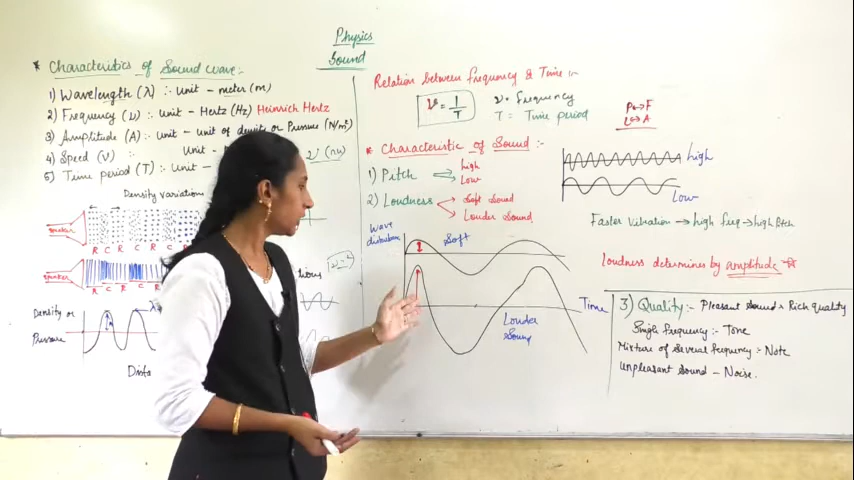 Physics
Sound
* Characteristics of Sound wave:-
1) Wavelength (λ) :- Unit - meter (m)
2) Frequency (ν) :- Unit - Hertz (Hz) Heinrich Hertz
3) Amplitude (A) :- Unit - unit of density or Pressure (N/m²)
4) Speed (v) :- Unit -
5) Time period (T) :- Unit -
Density variation
Speaker
R C R C R C R
Speaker
R C R C R C R
Density or
Pressure
λ
Dista
Relation between frequency & Time :-
ν = 1/T
ν = Frequency
T = Time period
P↔F
L↔A
* Characteristic of Sound :-
1) Pitch
high
Low
2) Loudness
Soft Sound
Louder Sound
high
Low
Faster Vibration → high freq → high Pitch
Loudness determines by amplitude
Wave
Soft
Louder
Sound
Time
3) Quality :- Pleasant Sound & Rich quality
Single frequency :- Tone
Mixture of several frequency :- Note
Unpleasant Sound - Noise.